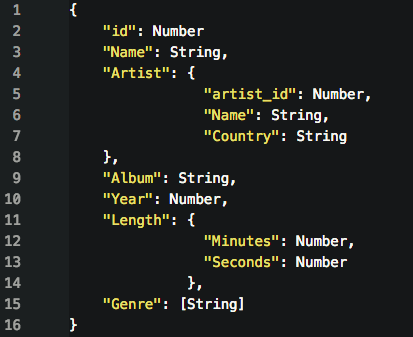 1 {
2 "id": Number
3 "Name": String,
4 "Artist": {
5 "artist_id": Number,
6 "Name": String,
7 "Country": String
8 },
9 "Album": String,
10 "Year": Number,
11 "Length": {
12 "Minutes": Number,
13 "Seconds": Number
14 },
15 "Genre": [String]
16 }